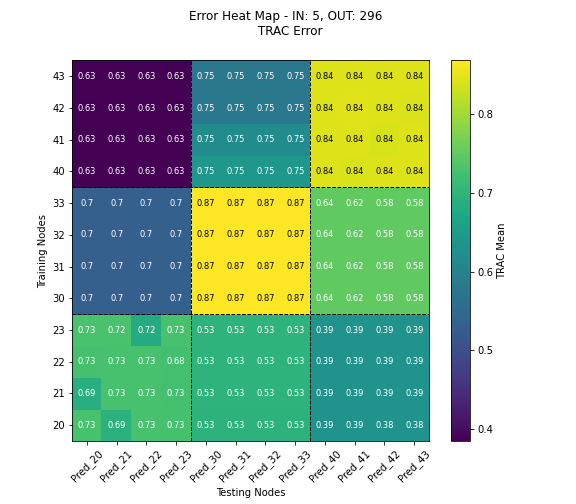 Error Heat Map - IN: 5, OUT: 296
TRAC Error
43 0.63 0.63 0.63 0.63 0.75 0.75 0.75 0.75 0.84 0.84 0.84 0.84
42 0.63 0.63 0.63 0.63 0.75 0.75 0.75 0.75 0.84 0.84 0.84 0.84
41 0.63 0.63 0.63 0.63 0.75 0.75 0.75 0.75 0.84 0.84 0.84 0.84
40 0.63 0.63 0.63 0.63 0.75 0.75 0.75 0.75 0.84 0.84 0.84 0.84
33 0.7 0.7 0.7 0.7 0.87 0.87 0.87 0.87 0.64 0.62 0.58 0.58
32 0.7 0.7 0.7 0.7 0.87 0.87 0.87 0.87 0.64 0.62 0.58 0.58
31 0.7 0.7 0.7 0.7 0.87 0.87 0.87 0.87 0.64 0.62 0.58 0.58
30 0.7 0.7 0.7 0.7 0.87 0.87 0.87 0.87 0.64 0.62 0.58 0.58
23 0.73 0.72 0.72 0.73 0.53 0.53 0.53 0.53 0.39 0.39 0.39 0.39
22 0.73 0.73 0.73 0.68 0.53 0.53 0.53 0.53 0.39 0.39 0.39 0.39
21 0.69 0.73 0.73 0.73 0.53 0.53 0.53 0.53 0.39 0.39 0.39 0.39
20 0.73 0.69 0.73 0.73 0.53 0.53 0.53 0.53 0.39 0.39 0.38 0.38
Training Nodes
Pred_20 Pred_21 Pred_22 Pred_23 Pred_30 Pred_31 Pred_32 Pred_33 Pred_40 Pred_41 Pred_42 Pred_43
Testing Nodes
0.8
0.7
0.6
0.5
0.4
TRAC Mean